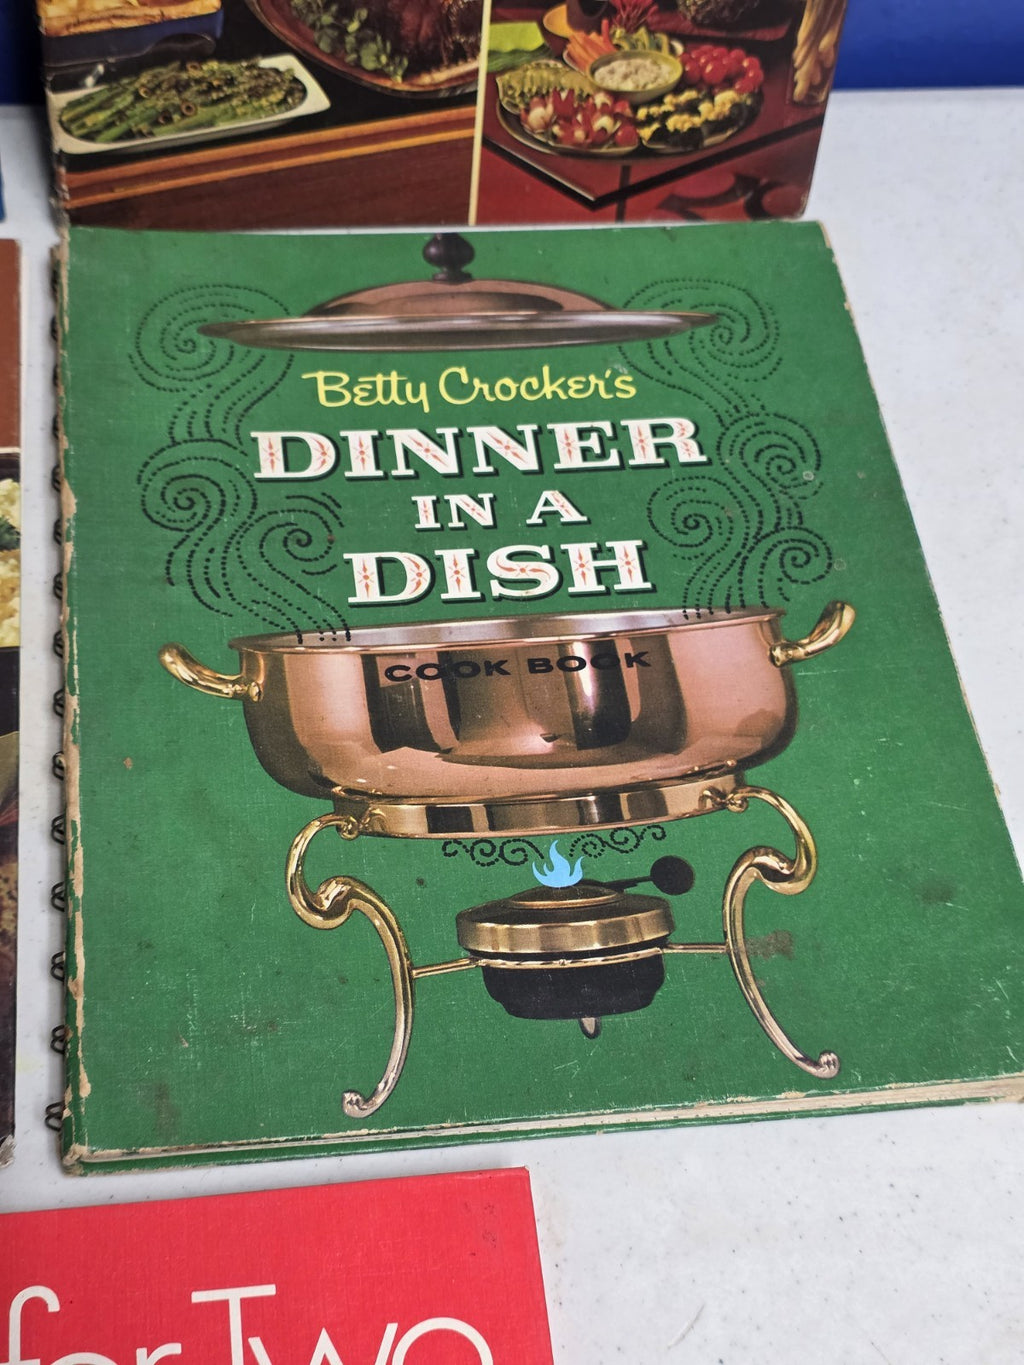 Betty Crocker's
DINNER
IN A
DISH
COOK BOOK
for Two